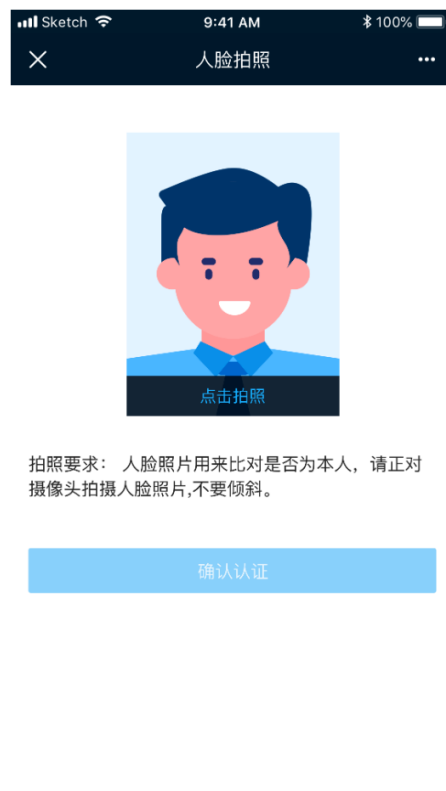 Sketch 9:41 AM 100%
人脸拍照
点击拍照
拍照要求： 人脸照片用来比对是否为本人，请正对
摄像头拍摄人脸照片,不要倾斜。
确认认证